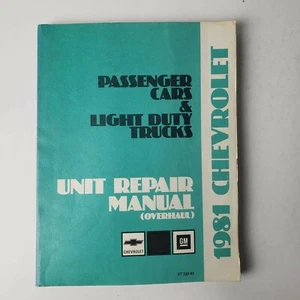 PASSENGER
CARS
&
LIGHT DUTY
TRUCKS
UNIT REPAIR
MANUAL
(OVERHAUL)
CHEVROLET
GM
1981 CHEVROLET